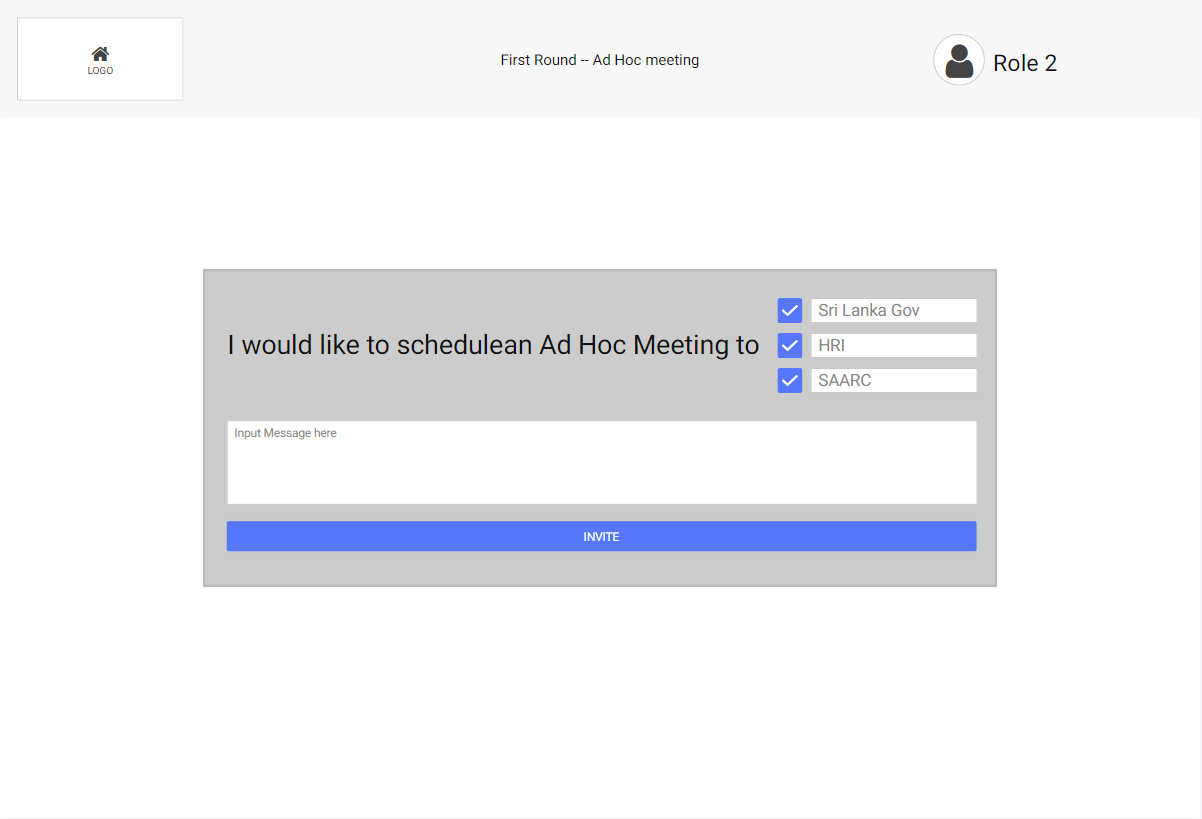 LOGO
First Round -- Ad Hoc meeting
Role 2
I would like to schedulean Ad Hoc Meeting to
Sri Lanka Gov
HRI
SAARC
Input Message here
INVITE